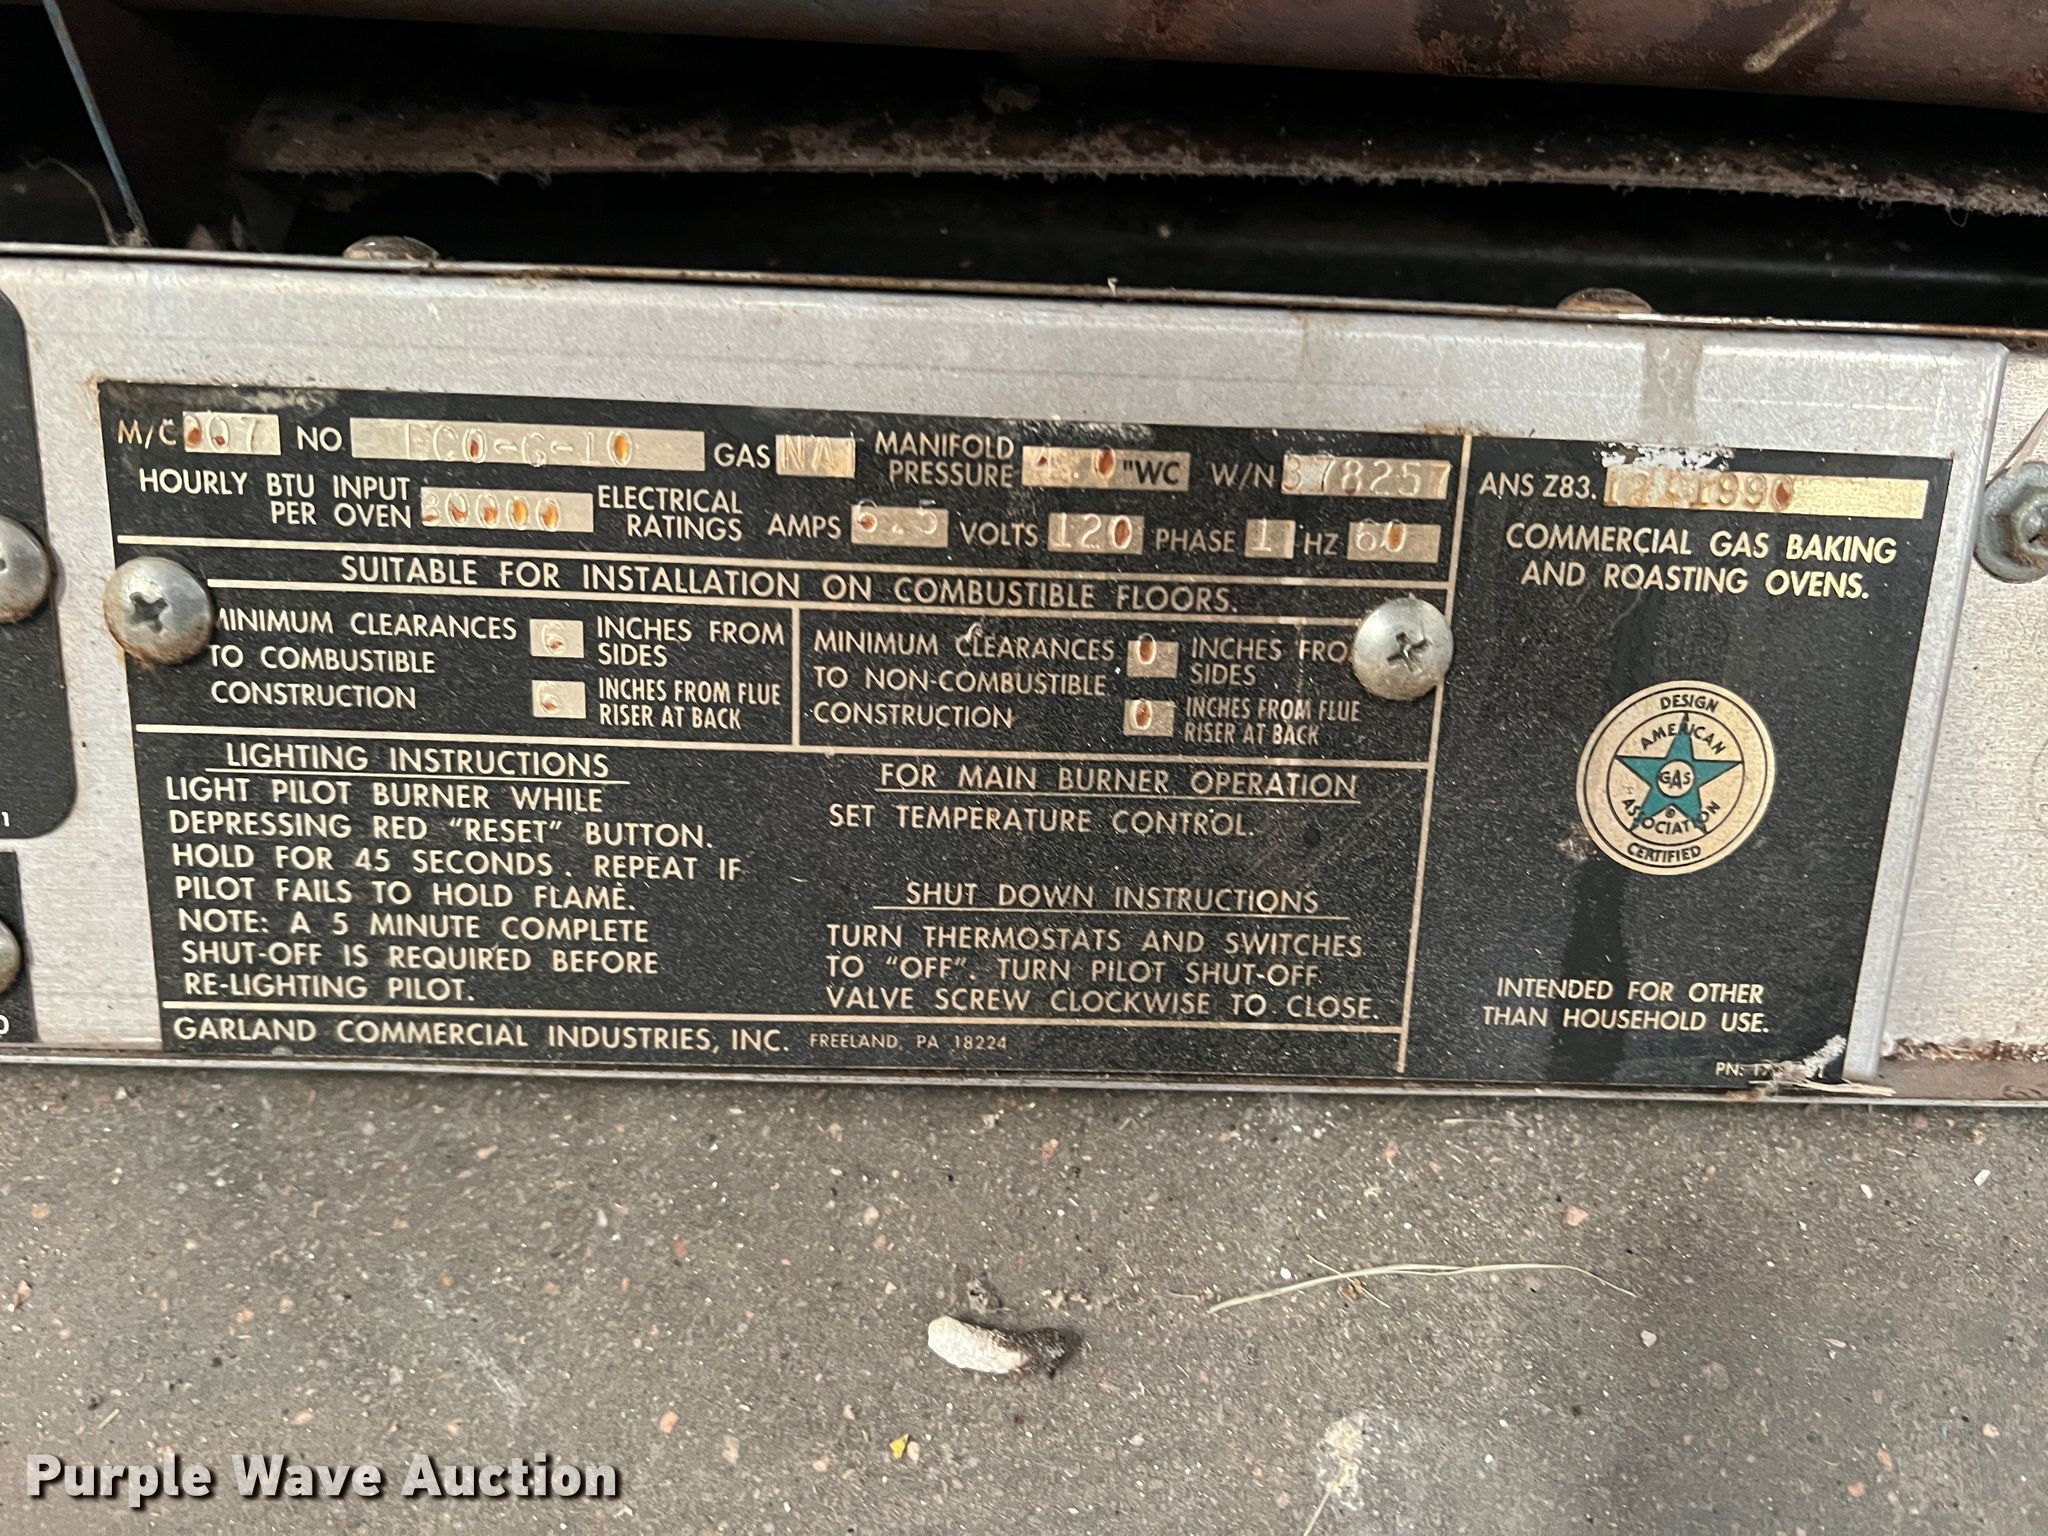 M/C 207 NO ECO-G-10 GAS NA MANIFOLD PRESSURE "WC W/N 378257
HOURLY BTU INPUT PER OVEN 80000 ELECTRICAL RATINGS AMPS 6.5 VOLTS 120 PHASE 1 HZ 60
SUITABLE FOR INSTALLATION ON COMBUSTIBLE FLOORS.
MINIMUM CLEARANCES TO COMBUSTIBLE CONSTRUCTION
6 INCHES FROM SIDES
6 INCHES FROM FLUE RISER AT BACK
MINIMUM CLEARANCES TO NON-COMBUSTIBLE CONSTRUCTION
0 INCHES FRO SIDES
0 INCHES FROM FLUE RISER AT BACK
LIGHTING INSTRUCTIONS
LIGHT PILOT BURNER WHILE
DEPRESSING RED "RESET" BUTTON.
HOLD FOR 45 SECONDS. REPEAT IF
PILOT FAILS TO HOLD FLAME.
NOTE: A 5 MINUTE COMPLETE
SHUT-OFF IS REQUIRED BEFORE
RE-LIGHTING PILOT.
FOR MAIN BURNER OPERATION
SET TEMPERATURE CONTROL.
SHUT DOWN INSTRUCTIONS
TURN THERMOSTATS AND SWITCHES
TO "OFF". TURN PILOT SHUT-OFF
VALVE SCREW CLOCKWISE TO CLOSE.
GARLAND COMMERCIAL INDUSTRIES, INC. FREELAND, PA 18224
ANS Z83.
COMMERCIAL GAS BAKING
AND ROASTING OVENS.
DESIGN
AMERICAN
GAS
ASSOCIATION
CERTIFIED
INTENDED FOR OTHER
THAN HOUSEHOLD USE.
PN:
Purple Wave Auction